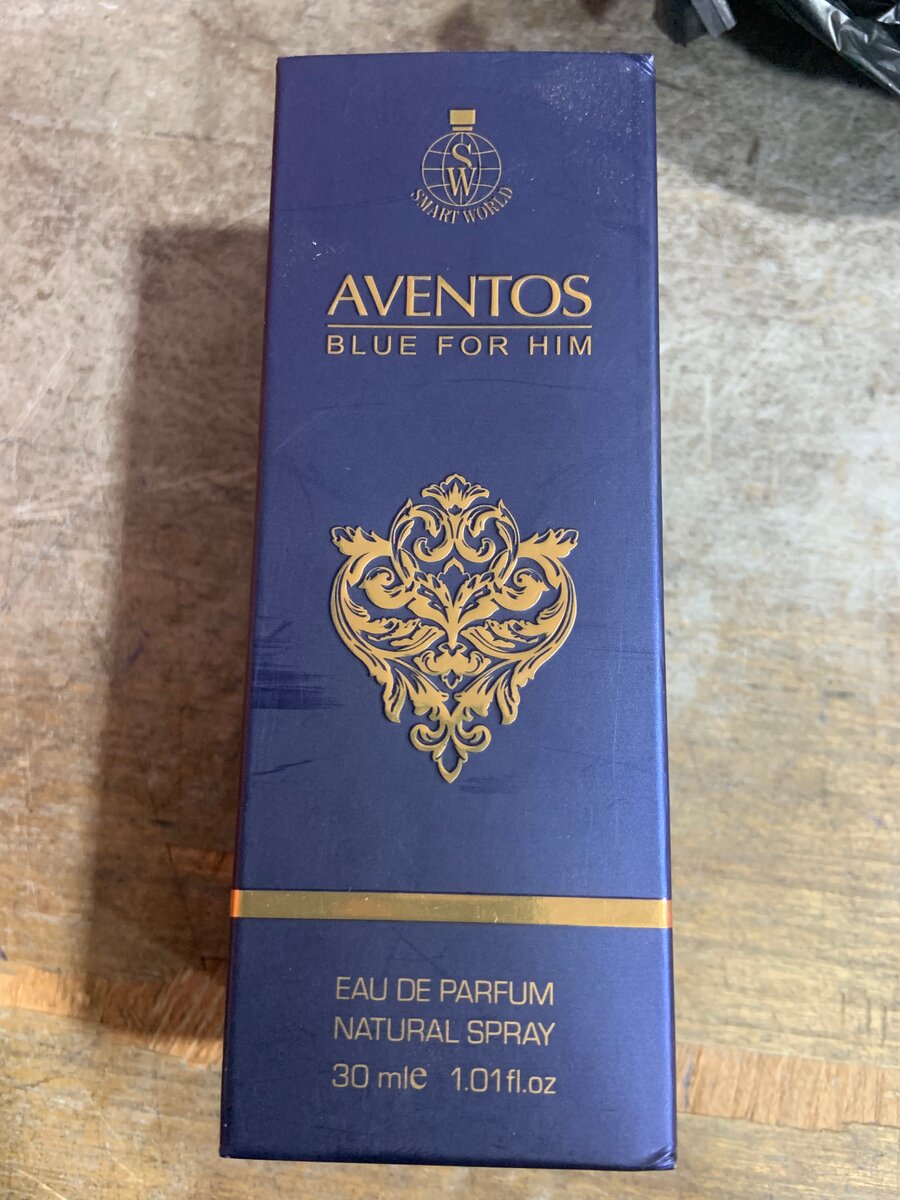 SW
SMART WORLD
AVENTOS
BLUE FOR HIM
EAU DE PARFUM
NATURAL SPRAY
30 ml℮ 1.01fl.oz